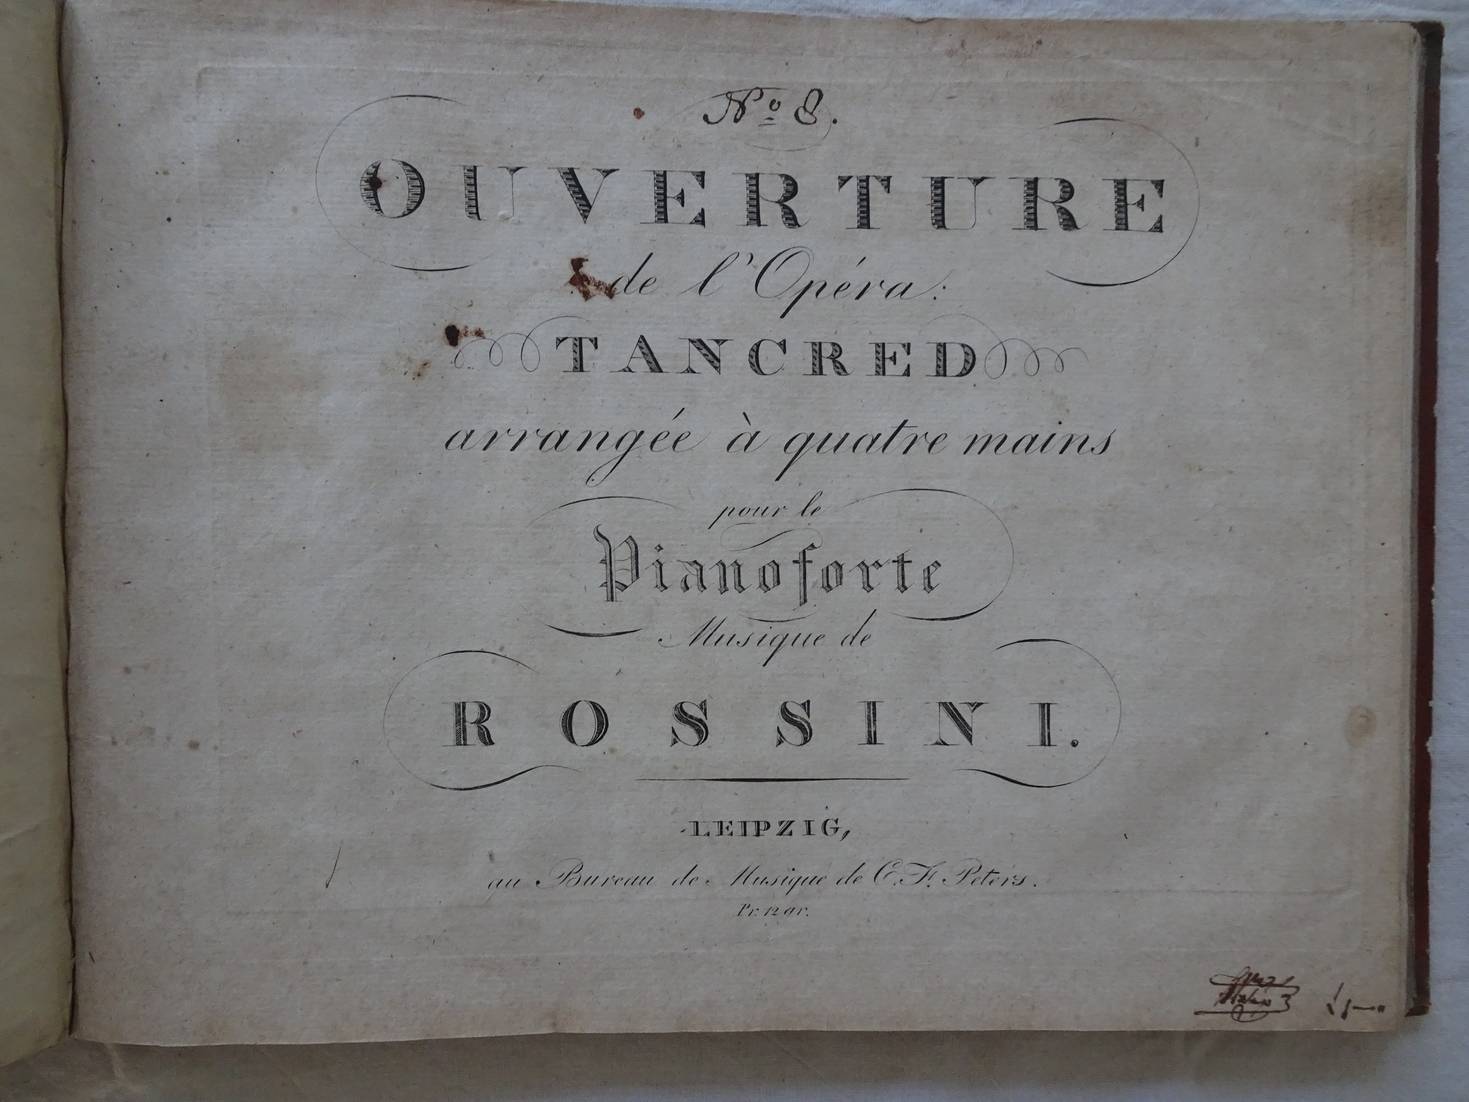 Nº 8.
OUVERTURE
de l'Opéra:
TANCRED
arrangée à quatre mains
pour le
Pianoforte
Musique de
ROSSINI.
LEIPZIG,
au Bureau de Musique de C. F. Peters.
Pr. 12 gr.